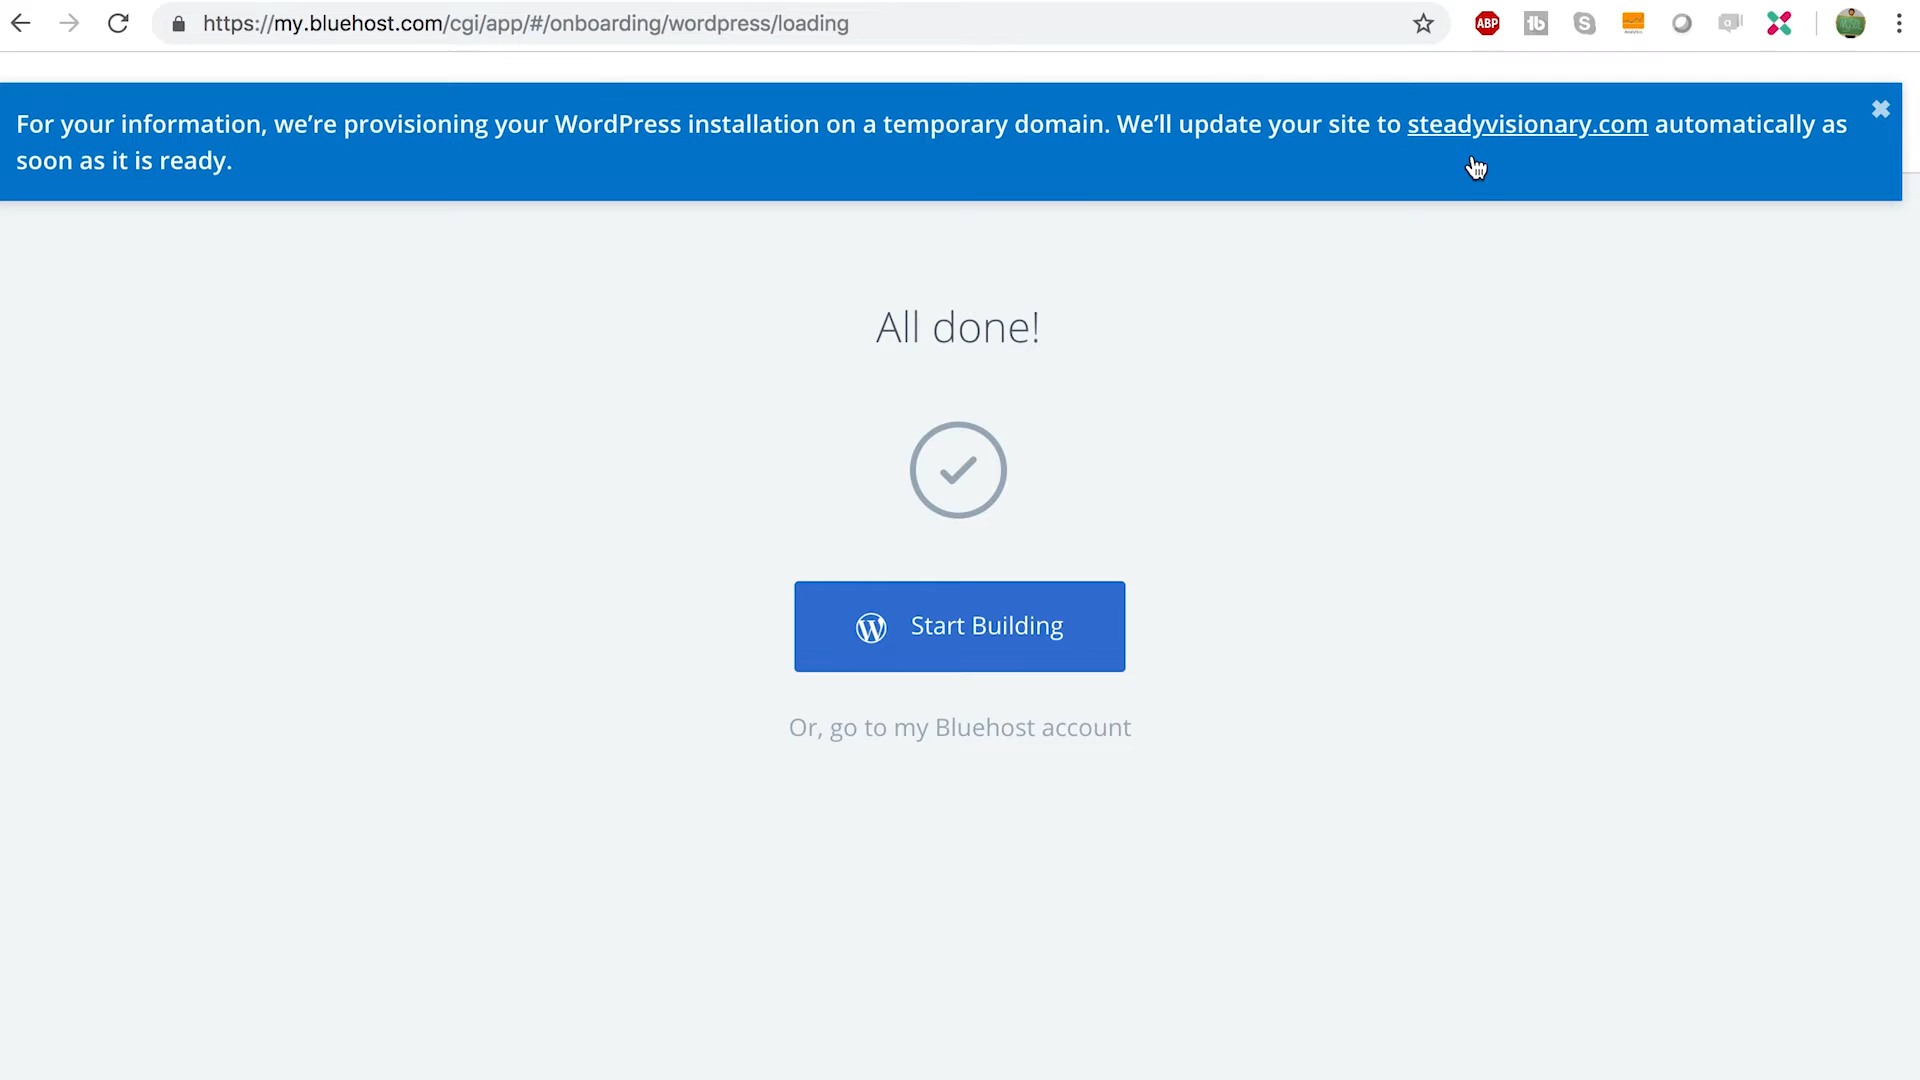 https://my.bluehost.com/cgi/app/#/onboarding/wordpress/loading
ABP
For your information, we’re provisioning your WordPress installation on a temporary domain. We’ll update your site to steadyvisionary.com automatically as
soon as it is ready.
All done!
Start Building
Or, go to my Bluehost account